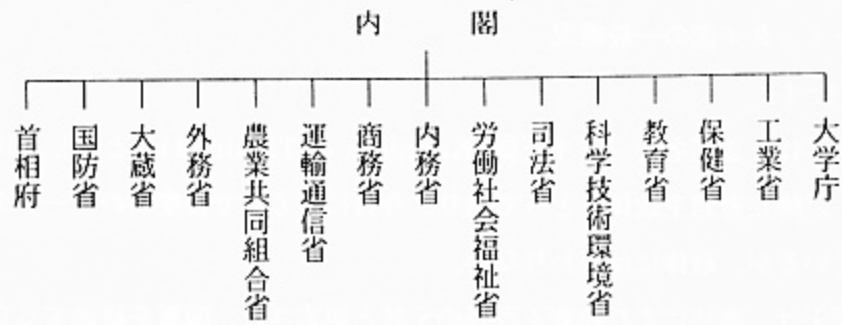 内閣
首相府
国防省
大蔵省
外務省
農業共同組合省
運輸通信省
商務省
内務省
労働社会福祉省
司法省
科学技術環境省
教育省
保健省
工業省
大学庁